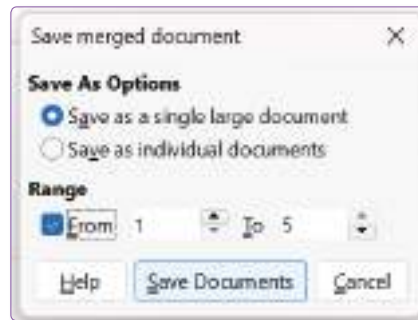 Save merged document
Save As Options
Save as a single large document
Save as individual documents
Range
From 1 To 5
Help Save Documents Cancel